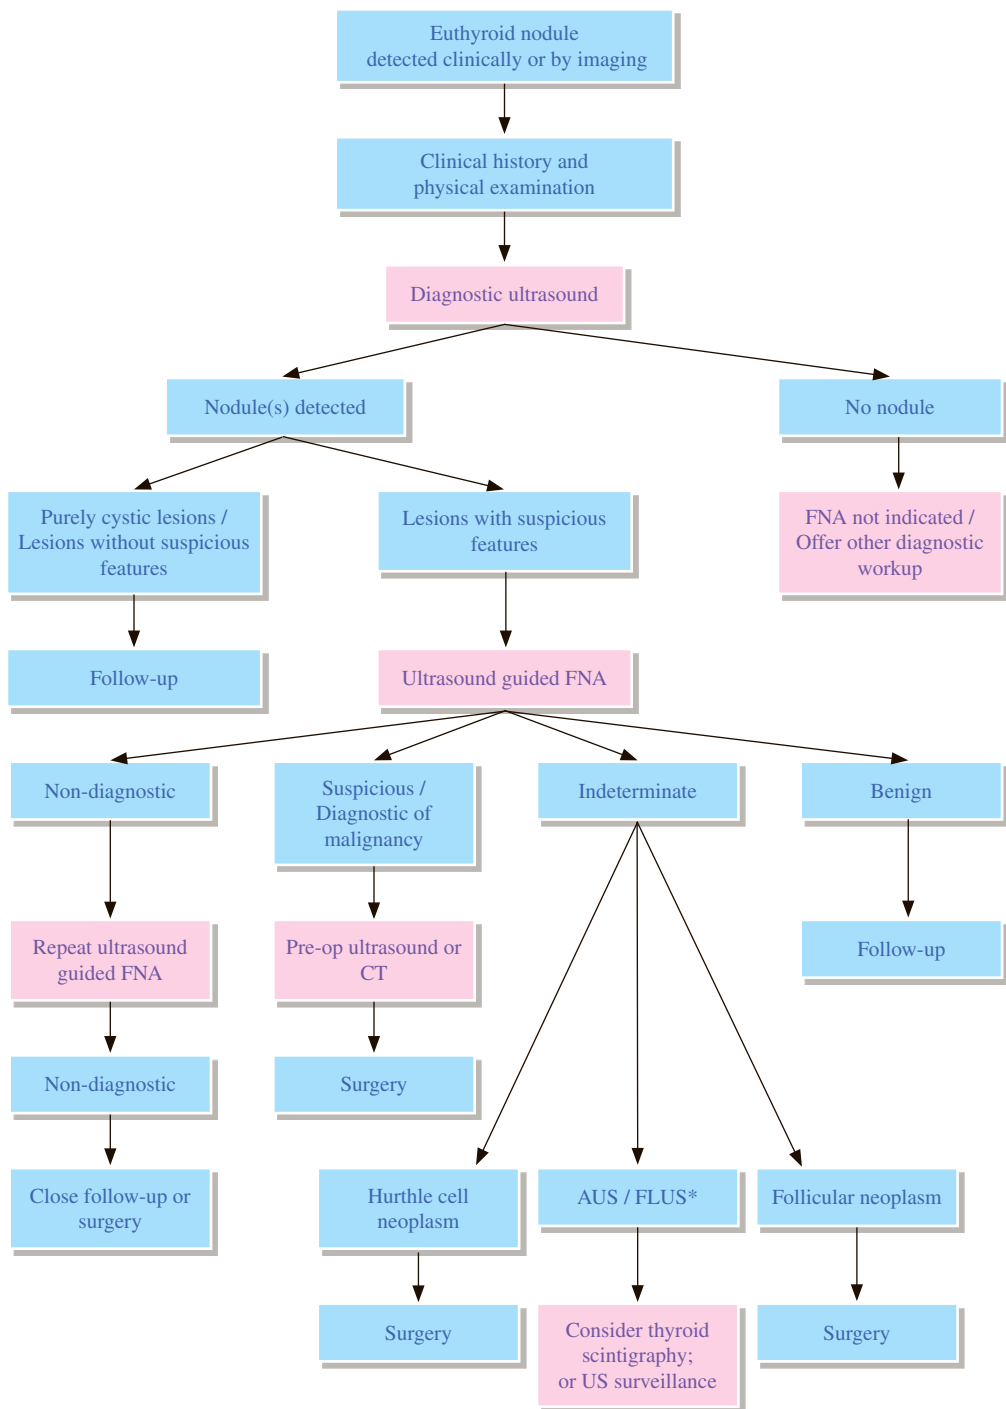 Euthyroid nodule
detected clinically or by imaging
Clinical history and
physical examination
Diagnostic ultrasound
Nodule(s) detected
No nodule
Purely cystic lesions /
Lesions without suspicious
features
Lesions with suspicious
features
FNA not indicated /
Offer other diagnostic
workup
Follow-up
Ultrasound guided FNA
Non-diagnostic
Suspicious /
Diagnostic of
malignancy
Indeterminate
Benign
Repeat ultrasound
guided FNA
Pre-op ultrasound or
CT
Follow-up
Non-diagnostic
Surgery
Close follow-up or
surgery
Hurthle cell
neoplasm
AUS / FLUS*
Follicular neoplasm
Surgery
Consider thyroid
scintigraphy;
or US surveillance
Surgery